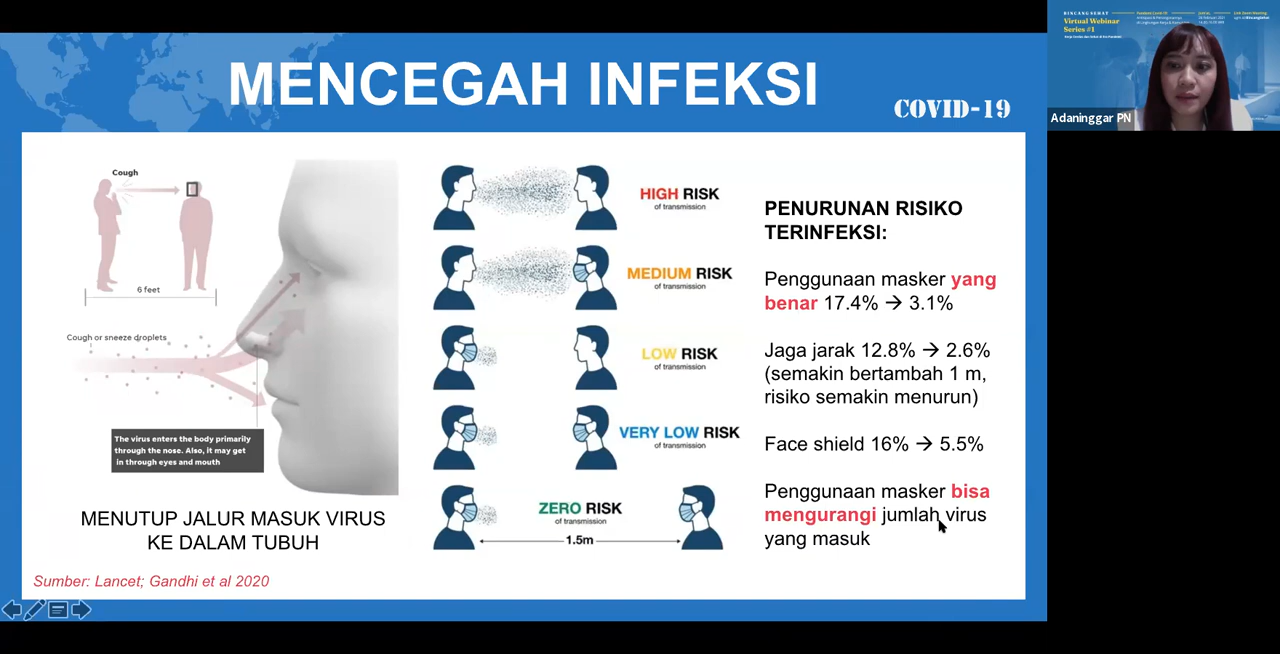 MENCEGAH INFEKSI
COVID-19
Cough
6 feet
Cough or sneeze droplets
The virus enters the body primarily
through the nose. Also, it may get
in through eyes and mouth
MENUTUP JALUR MASUK VIRUS
KE DALAM TUBUH
Sumber: Lancet; Gandhi et al 2020
HIGH RISK
of transmission
MEDIUM RISK
of transmission
LOW RISK
of transmission
VERY LOW RISK
of transmission
ZERO RISK
of transmission
1.5m
PENURUNAN RISIKO
TERINFEKSI:
Penggunaan masker yang
benar 17.4% → 3.1%
Jaga jarak 12.8% → 2.6%
(semakin bertambah 1 m,
risiko semakin menurun)
Face shield 16% → 5.5%
Penggunaan masker bisa
mengurangi jumlah virus
yang masuk
BINCANG SEHAT
Virtual Webinar
Series #1
Adaninggar PN